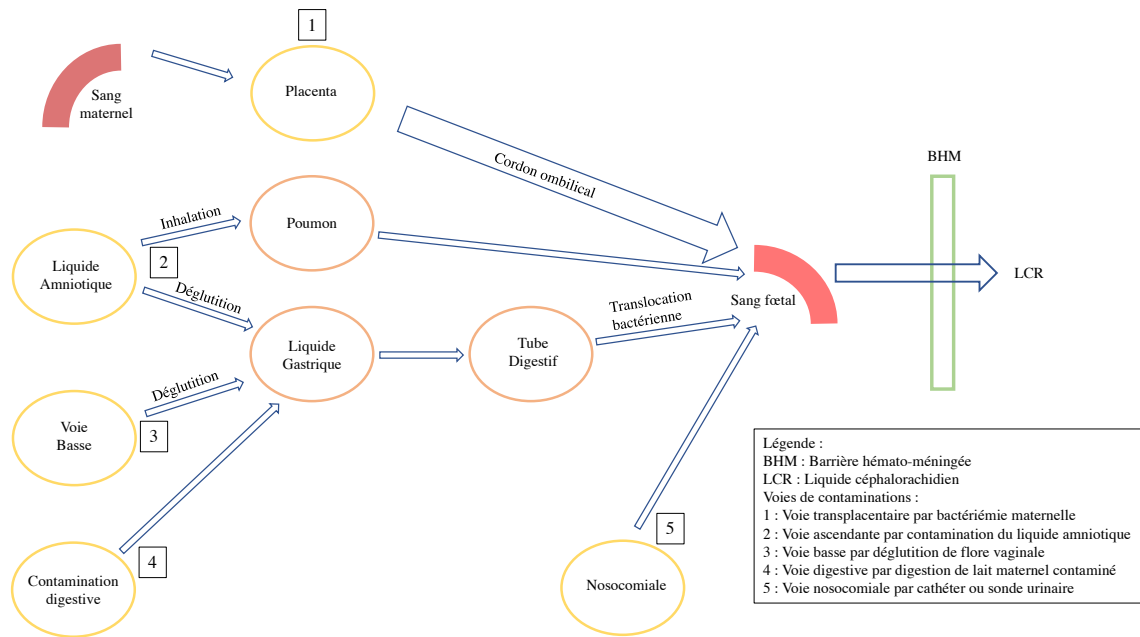 1
Sang
maternel
Placenta
Cordon ombilical
BHM
Inhalation
Poumon
2
Liquide
Amniotique
Déglutition
Sang fœtal
LCR
Translocation
bactérienne
Liquide
Gastrique
Tube
Digestif
Déglutition
Voie
Basse
3
4
Contamination
digestive
5
Nosocomiale
Légende :
BHM : Barrière hémato-méningée
LCR : Liquide céphalorachidien
Voies de contaminations :
1 : Voie transplacentaire par bactériémie maternelle
2 : Voie ascendante par contamination du liquide amniotique
3 : Voie basse par déglutition de flore vaginale
4 : Voie digestive par digestion de lait maternel contaminé
5 : Voie nosocomiale par cathéter ou sonde urinaire